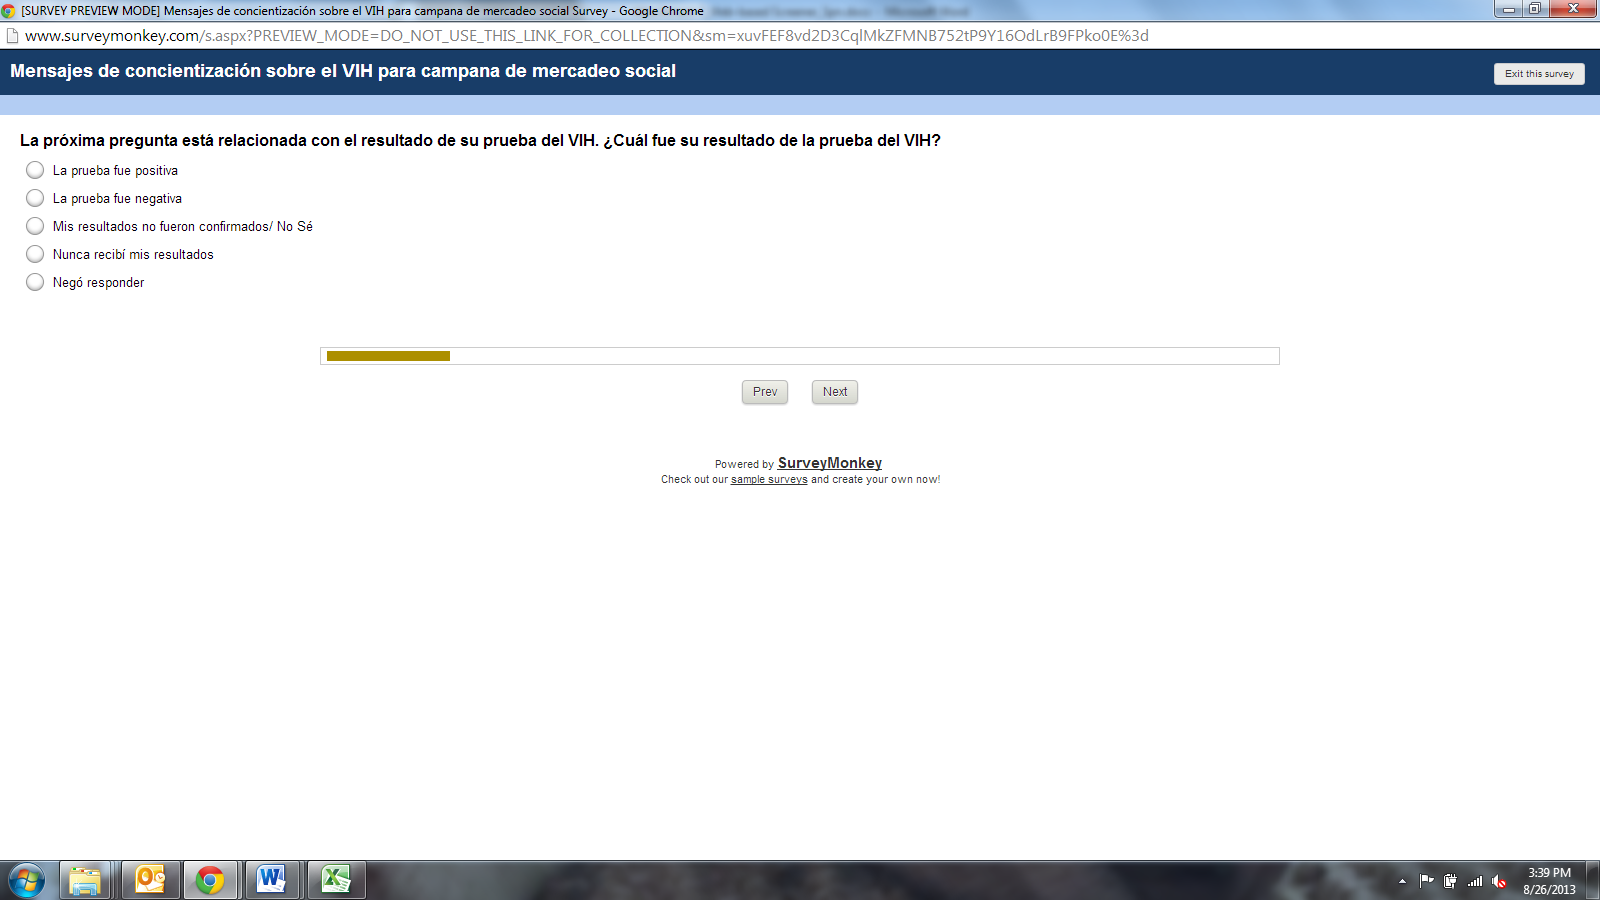 [SURVEY PREVIEW MODE] Mensajes de concientización sobre el VIH para campana de mercadeo social Survey - Google Chrome
www.surveymonkey.com/s.aspx?PREVIEW_MODE=DO_NOT_USE_THIS_LINK_FOR_COLLECTION&sm=xuvFEF8vd2D3CqlMkZFMNB752tP9Y16OdLrB9FPko0E%3d
Mensajes de concientización sobre el VIH para campana de mercadeo social
Exit this survey
La próxima pregunta está relacionada con el resultado de su prueba del VIH. ¿Cuál fue su resultado de la prueba del VIH?
La prueba fue positiva
La prueba fue negativa
Mis resultados no fueron confirmados/ No Sé
Nunca recibí mis resultados
Negó responder
Prev Next
Powered by SurveyMonkey
Check out our sample surveys and create your own now!
3:39 PM
8/26/2013